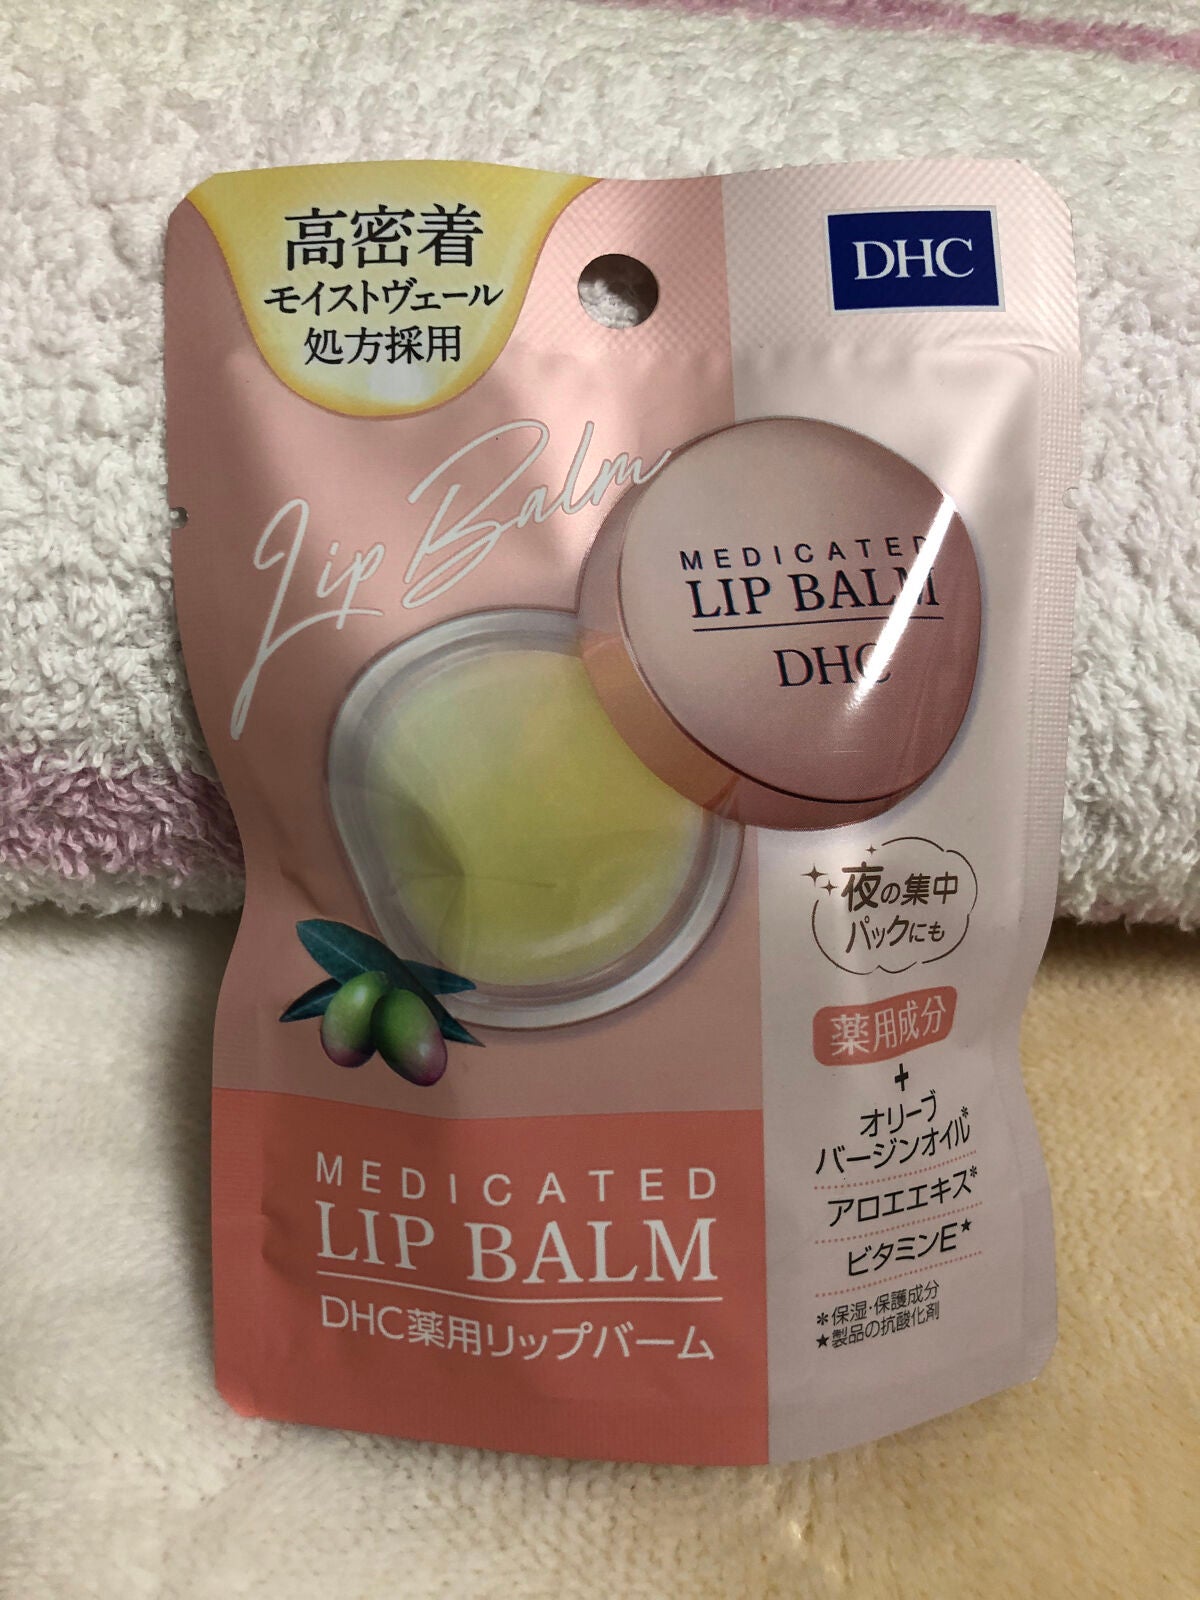 高密着
モイストヴェール
処方採用
DHC
Lip Balm
MEDICATED
LIP BALM
DHC
夜の集中
パックにも
薬用成分
+
オリーブ
バージンオイル*
アロエエキス*
ビタミンE★
*保湿・保護成分
★製品の抗酸化剤
MEDICATED
LIP BALM
DHC薬用リップバーム